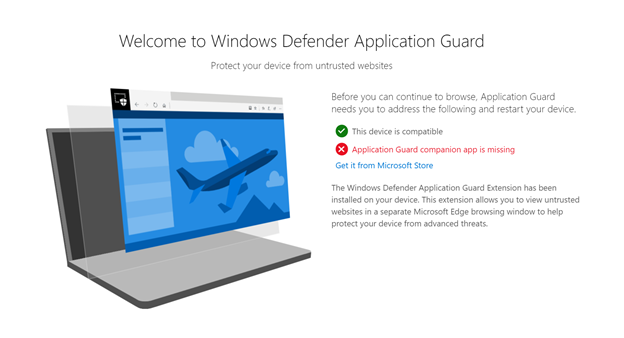 Welcome to Windows Defender Application Guard
Protect your device from untrusted websites
Before you can continue to browse, Application Guard
needs you to address the following and restart your device.
This device is compatible
Application Guard companion app is missing
Get it from Microsoft Store
The Windows Defender Application Guard Extension has been
installed on your device. This extension allows you to view untrusted
websites in a separate Microsoft Edge browsing window to help
protect your device from advanced threats.